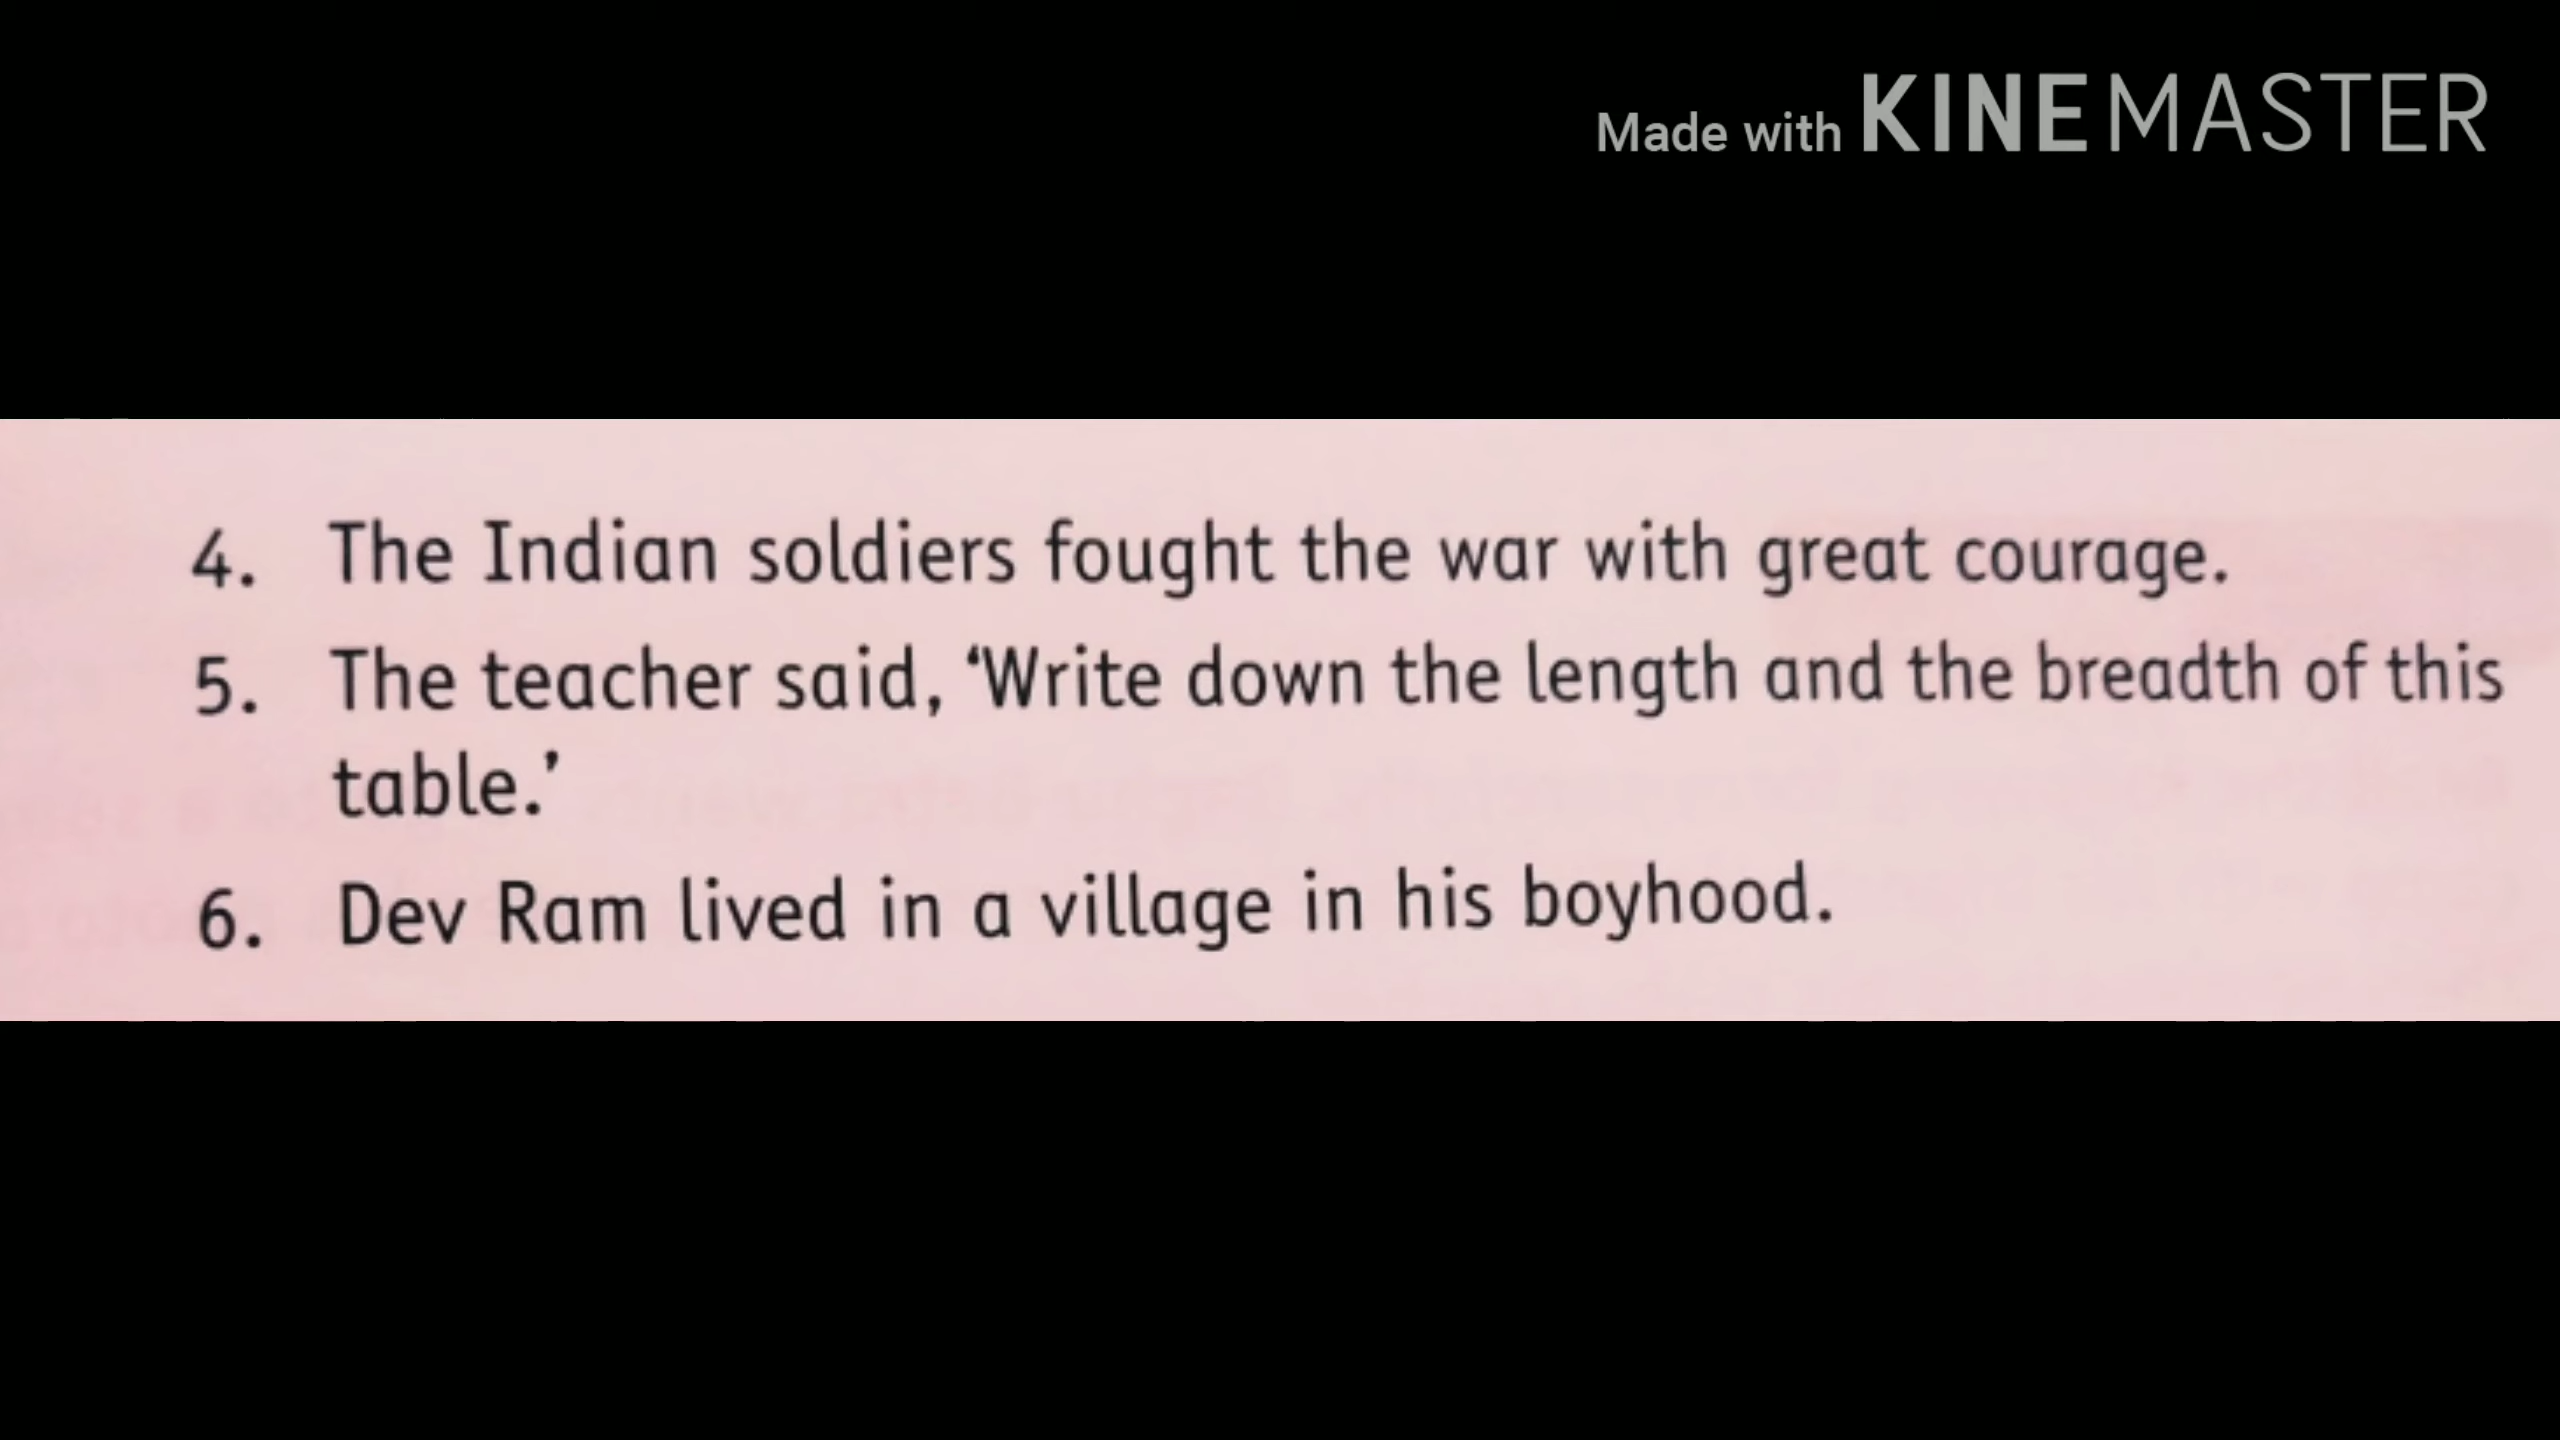 Made with KINEMASTER
4. The Indian soldiers fought the war with great courage.
5. The teacher said, ‘Write down the length and the breadth of this
table.’
6. Dev Ram lived in a village in his boyhood.